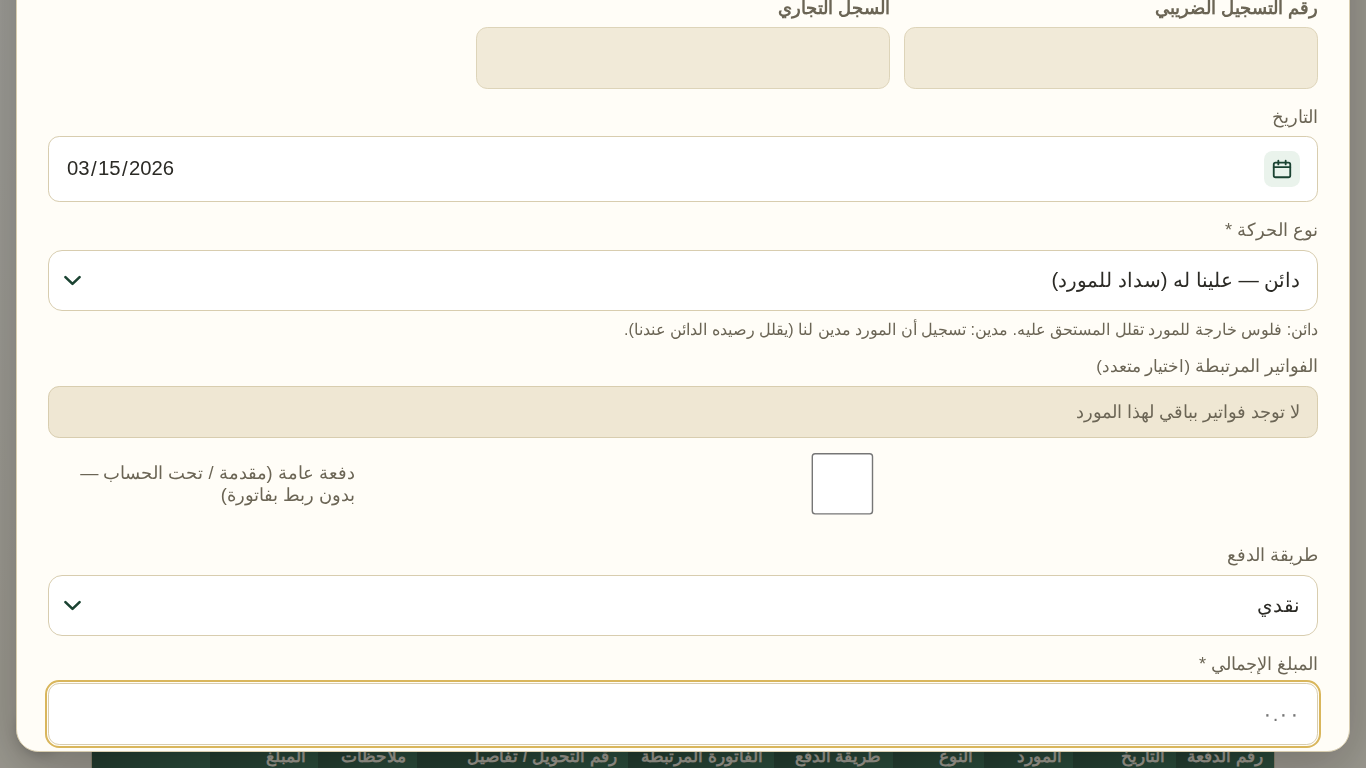 رقم التسجيل الضريبي
السجل التجاري
التاريخ
03/15/2026
نوع الحركة *
دائن — علينا له (سداد للمورد)
دائن: فلوس خارجة للمورد تقلل المستحق عليه. مدين: تسجيل أن المورد مدين لنا (يقلل رصيده الدائن عندنا).
الفواتير المرتبطة (اختيار متعدد)
لا توجد فواتير بباقي لهذا المورد
دفعة عامة (مقدمة / تحت الحساب —
بدون ربط بفاتورة)
طريقة الدفع
نقدي
المبلغ الإجمالي *
٠.٠٠
رقم الدفعة التاريخ المورد النوع طريقة الدفع الفاتورة المرتبطة رقم التحويل / تفاصيل ملاحظات المبلغ